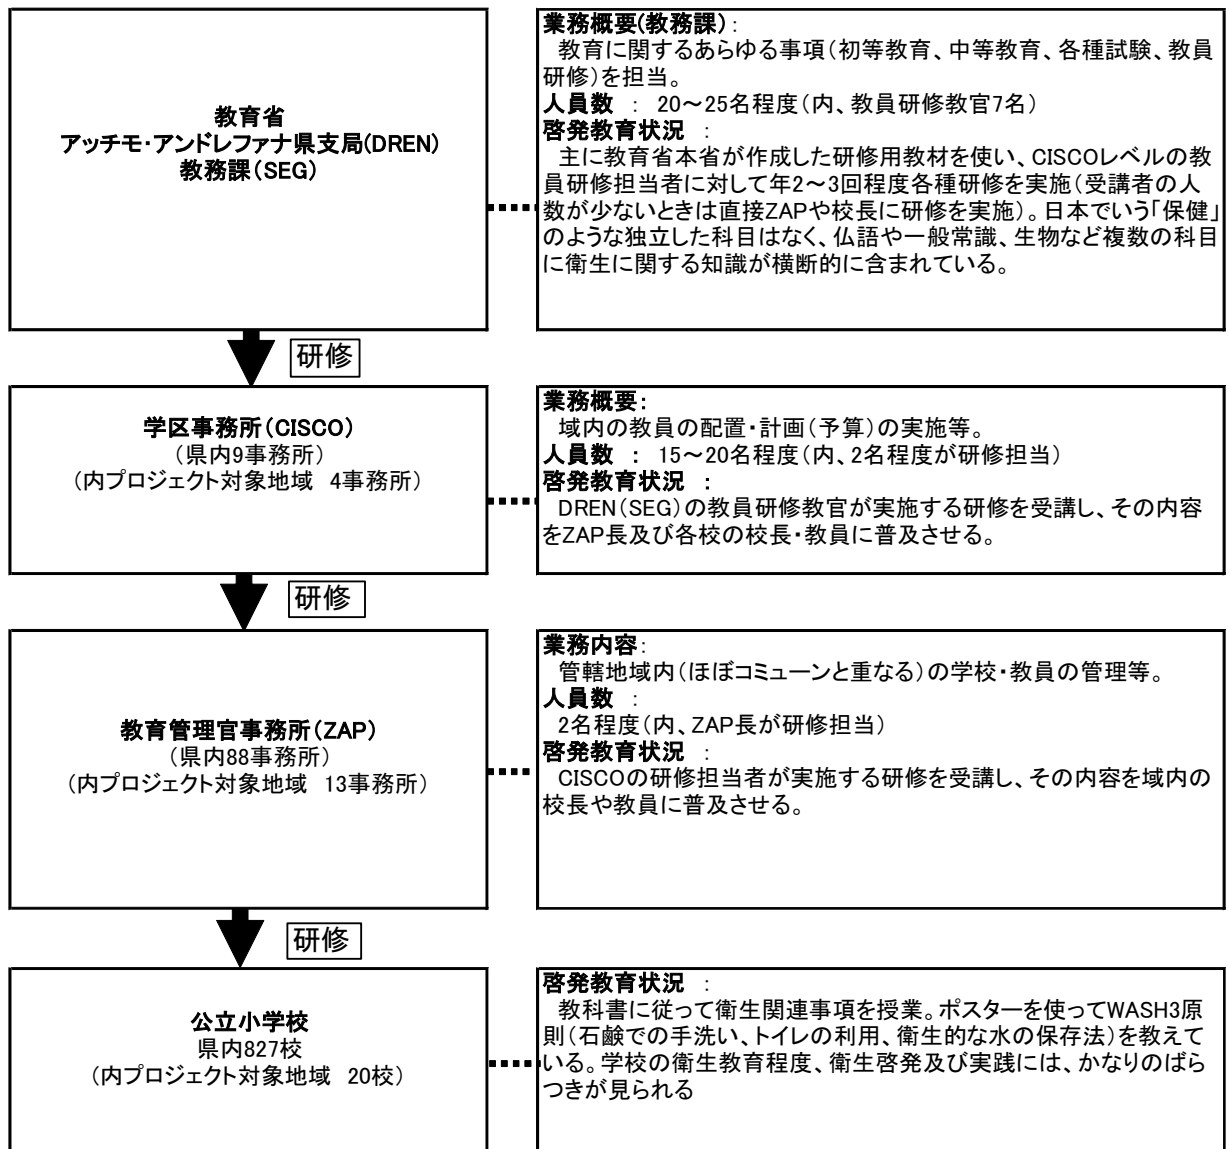 教育省
アッチモ・アンドレファナ県支局(DREN)
教務課(SEG)
業務概要(教務課):
教育に関するあらゆる事項(初等教育、中等教育、各種試験、教員
研修)を担当。
人員数 : 20～25名程度(内、教員研修教官7名)
啓発教育状況 :
主に教育省本省が作成した研修用教材を使い、CISCOレベルの教
員研修担当者に対して年2～3回程度各種研修を実施(受講者の人
数が少ないときは直接ZAPや校長に研修を実施)。日本でいう「保健」
のような独立した科目はなく、仏語や一般常識、生物など複数の科目
に衛生に関する知識が横断的に含まれている。
研修
学区事務所(CISCO)
(県内9事務所)
(内プロジェクト対象地域 4事務所)
業務概要:
域内の教員の配置・計画(予算)の実施等。
人員数 : 15～20名程度(内、2名程度が研修担当)
啓発教育状況 :
DREN(SEG)の教員研修教官が実施する研修を受講し、その内容
をZAP長及び各校の校長・教員に普及させる。
研修
教育管理官事務所(ZAP)
(県内88事務所)
(内プロジェクト対象地域 13事務所)
業務内容:
管轄地域内(ほぼコミューンと重なる)の学校・教員の管理等。
人員数 :
2名程度(内、ZAP長が研修担当)
啓発教育状況 :
CISCOの研修担当者が実施する研修を受講し、その内容を域内の
校長や教員に普及させる。
研修
公立小学校
県内827校
(内プロジェクト対象地域 20校)
啓発教育状況 :
教科書に従って衛生関連事項を授業。ポスターを使ってWASH3原
則(石鹸での手洗い、トイレの利用、衛生的な水の保存法)を教えて
いる。学校の衛生教育程度、衛生啓発及び実践には、かなりのばら
つきが見られる